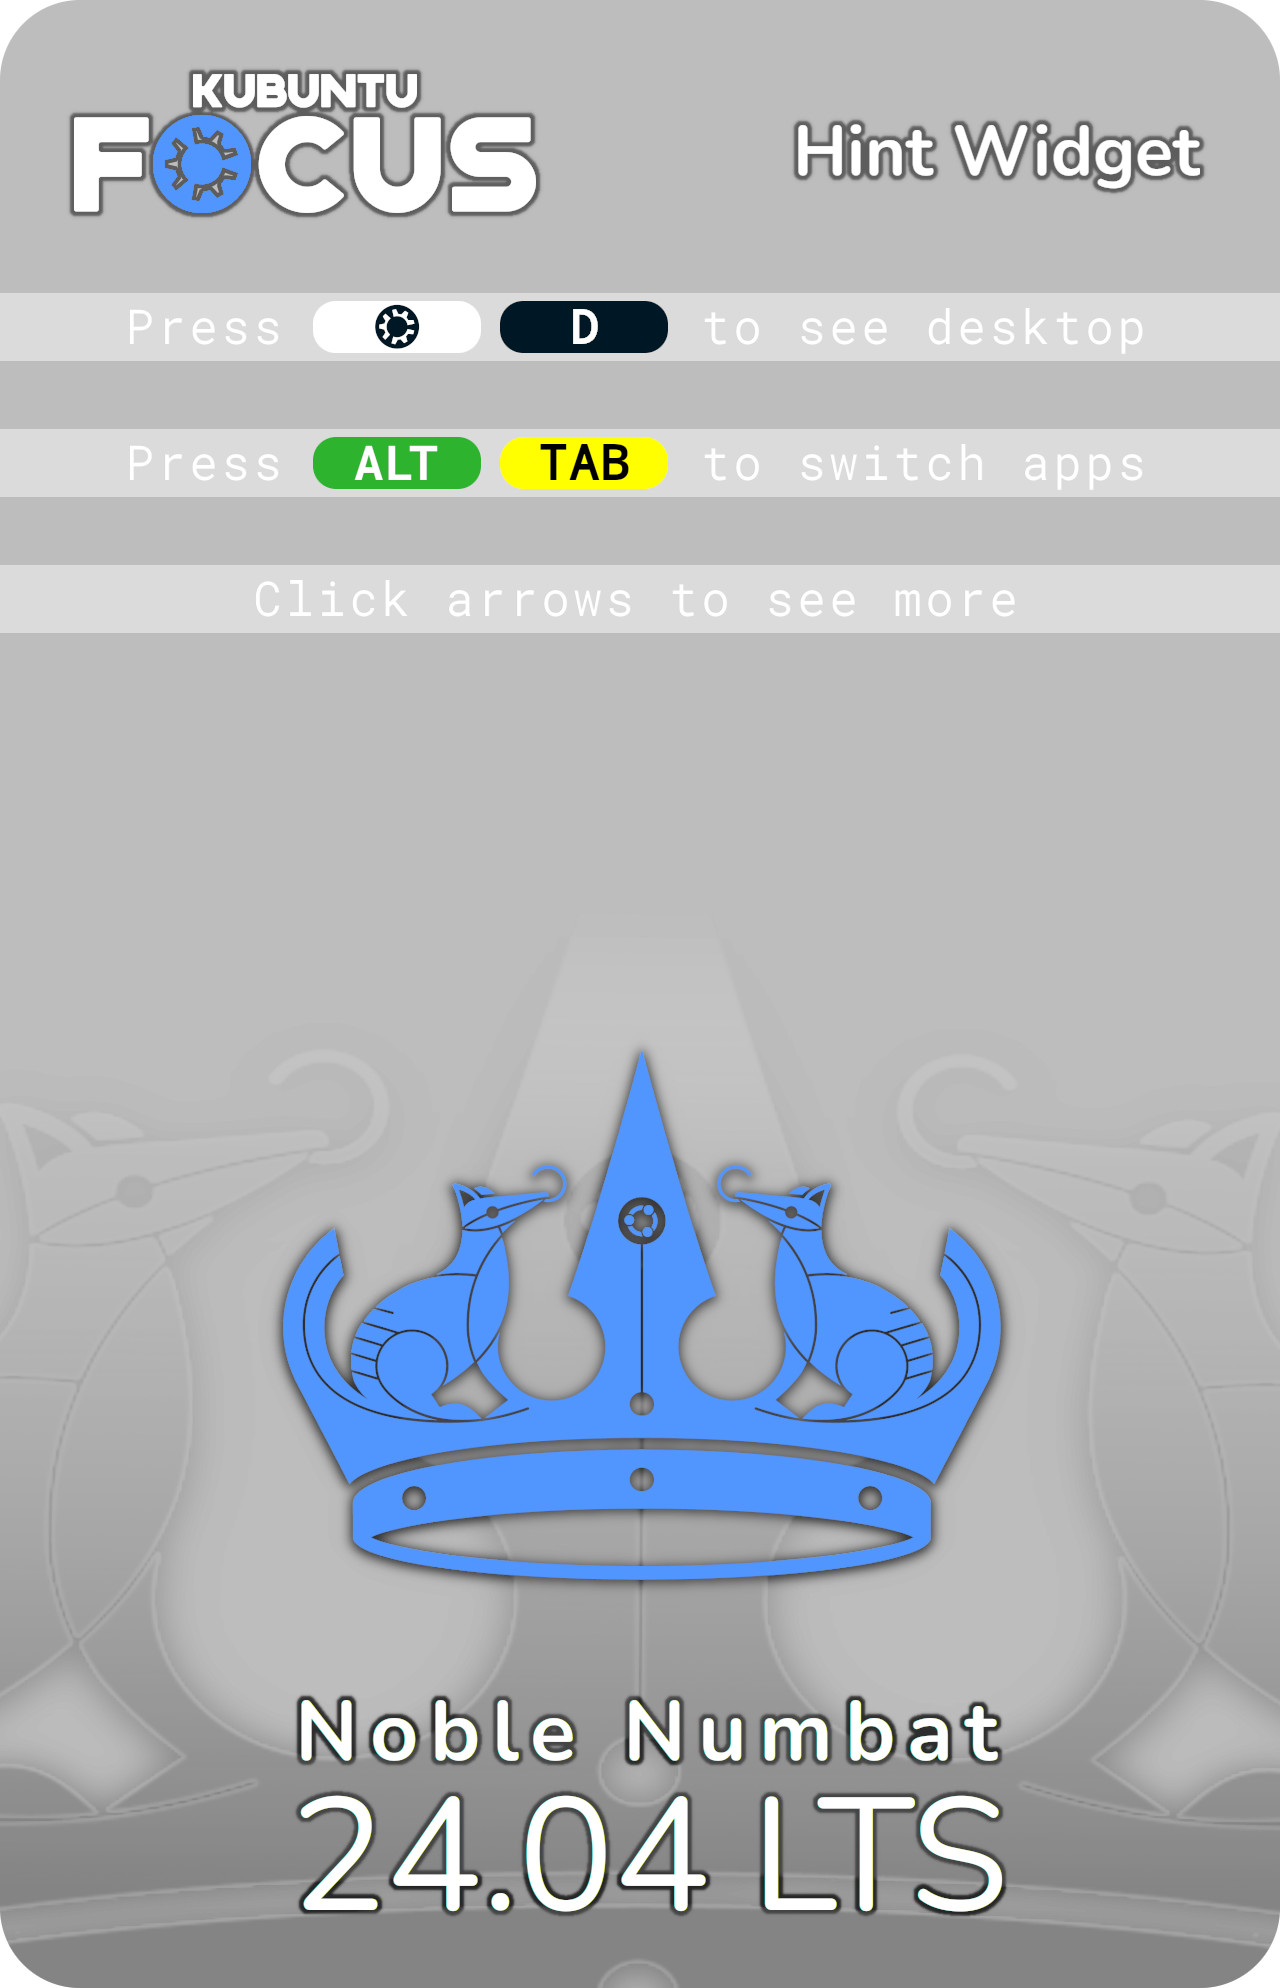 KUBUNTU
FOCUS
Hint Widget
Press D to see desktop
Press ALT TAB to switch apps
Click arrows to see more
Noble Numbat
24.04 LTS